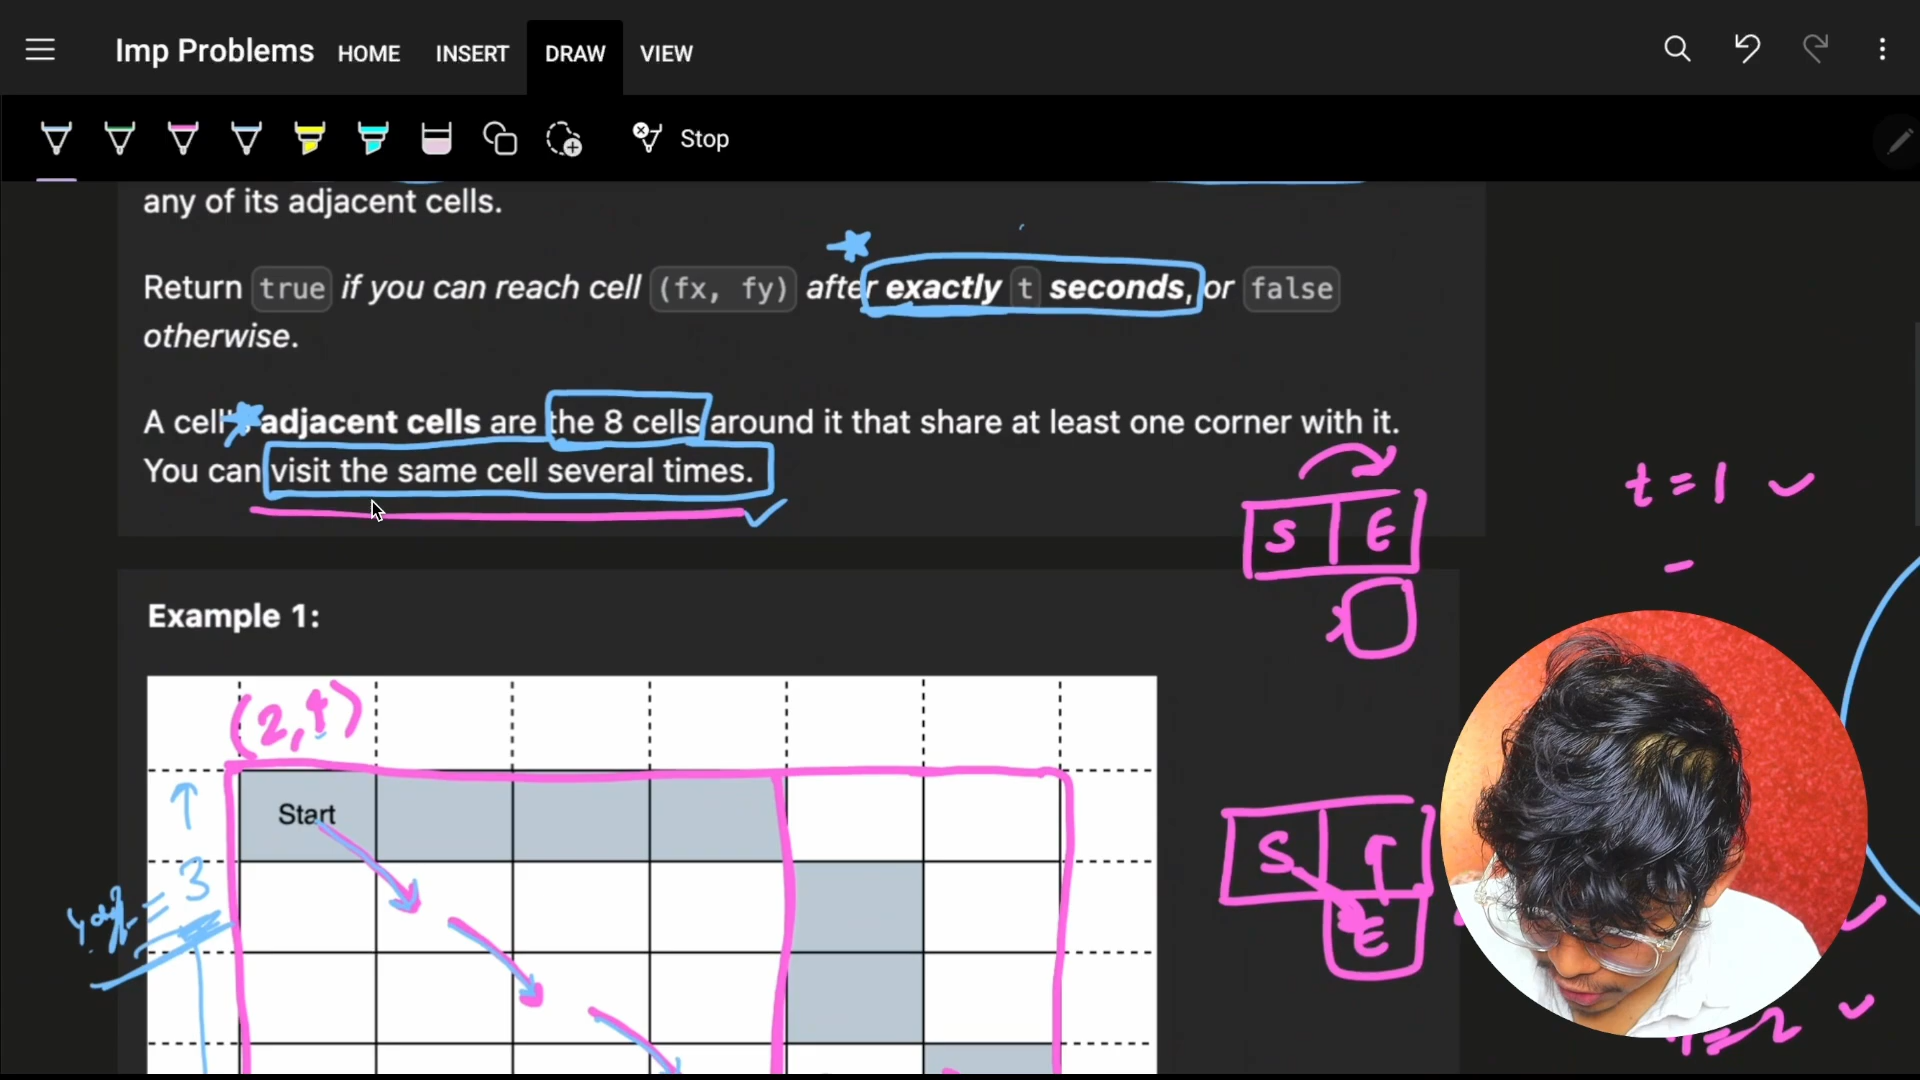 Imp Problems HOME INSERT DRAW VIEW
Stop
any of its adjacent cells.
Return true if you can reach cell (fx, fy) after exactly t seconds, or false
otherwise.
A cell's adjacent cells are the 8 cells around it that share at least one corner with it.
You can visit the same cell several times.
t = 1
S E
Example 1:
(2,4)
Start
S
E
= 3